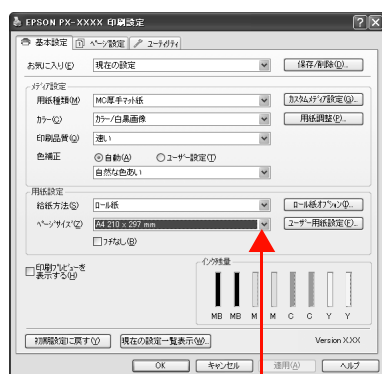 EPSON PX-XXXX 印刷設定
基本設定 ページ設定 ユーティリティ
お気に入り(E) 現在の設定 保存/削除(D)...
メディア設定
用紙種類(M) MC厚手マット紙 カスタムメディア設定(G)...
カラー(C) カラー/白黒画像 用紙調整(P)...
印刷品質(Q) 速い
色補正 自動(A) ユーザー設定(T)
自然な色あい
用紙設定
給紙方法(S) ロール紙 ロール紙オプション(I)...
ページサイズ(Z) A4 210 x 297 mm ユーザー用紙設定(F)...
フチなし(B)
印刷プレビューを
表示する(H)
インク残量
MB MB M M C C Y Y
初期設定に戻す(Y) 現在の設定一覧表示(W)... Version X.XX
OK キャンセル 適用(A) ヘルプ